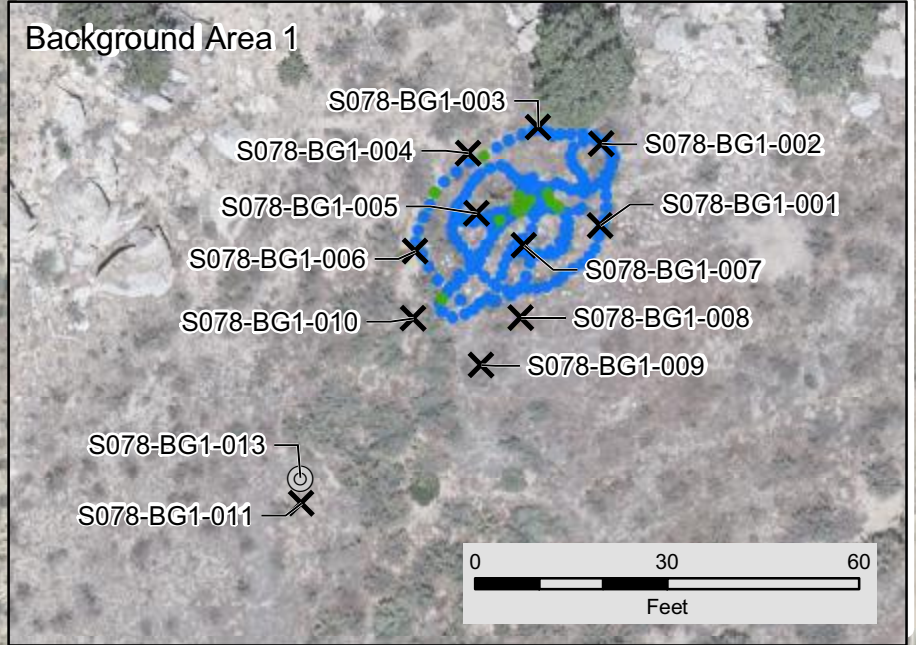 Background Area 1
S078-BG1-003
S078-BG1-004
S078-BG1-002
S078-BG1-005
S078-BG1-001
S078-BG1-006
S078-BG1-007
S078-BG1-010
S078-BG1-008
S078-BG1-009
S078-BG1-013
S078-BG1-011
0 30 60
Feet